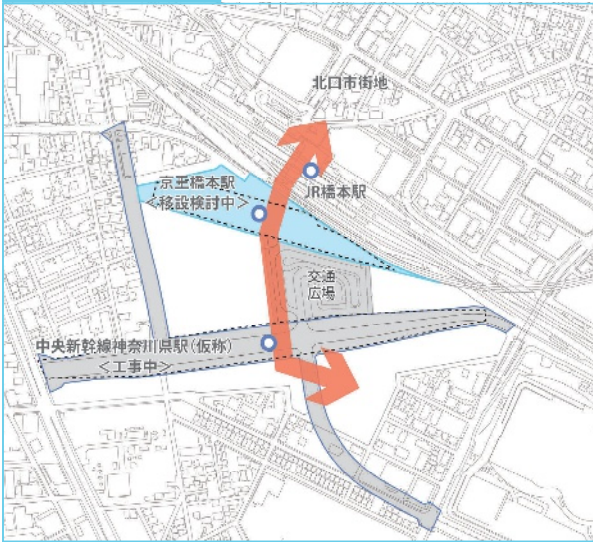 北口市街地
JR橋本駅
京王橋本駅
<移設検討中>
交通
広場
中央新幹線神奈川県駅(仮称)
<工事中>